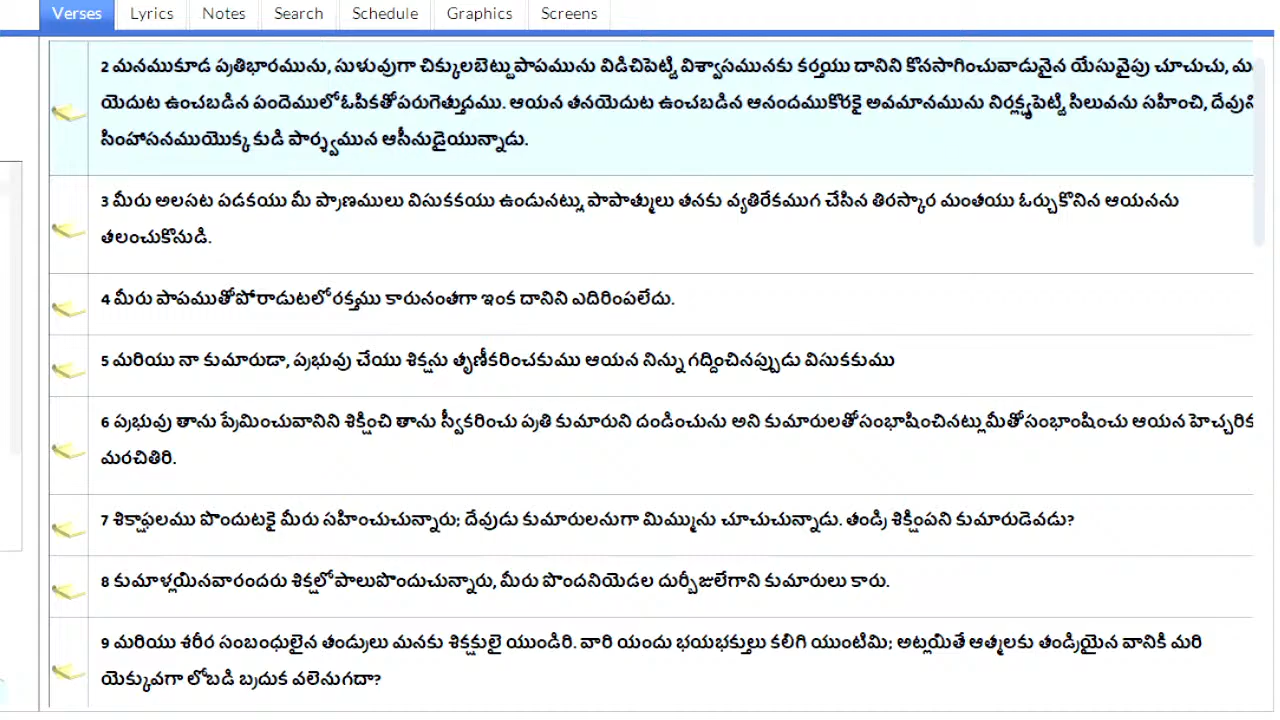 Verses Lyrics Notes Search Schedule Graphics Screens
2 మనముకూడ ప్రతిభారమును, సుళువుగా చిక్కులబెట్టు పాపమును విడిచిపెట్టి విశ్వాసమునకు కర్తయు దానిని కొనసాగించువాడునైన యేసువైపు చూచుచు,
యెదుట ఉంచబడిన పందెములో ఓపికతో పరుగెత్తుదము. ఆయన తనయెదుట ఉంచబడిన ఆనందముకొరకై అవమానమును నిర్లక్ష్యపెట్టి సిలువను సహించి,
సింహాసనముయొక్క కుడి పార్శ్వమున ఆసీనుడైయున్నాడు.
3 మీరు అలసట పడకయు మీ ప్రాణములు విసుకకయు ఉండునట్లు, పాపాత్ములు తనకు వ్యతిరేకముగ చేసిన తిరస్కార మంతయు ఓర్చుకొనిన ఆయనను
తలంచుకొనుడి.
4 మీరు పాపముతో పోరాడుటలో రక్తము కారునంతగా ఇంక దానిని ఎదిరింపలేదు.
5 మరియు నా కుమారుడా, ప్రభువు చేయు శిక్షను తృణీకరించకుము ఆయన నిన్ను గద్దించినప్పుడు విసుకకుము
6 ప్రభువు తాను ప్రేమించువానిని శిక్షించి తాను స్వీకరించు ప్రతి కుమారుని దండించును అని కుమారులతో సంభాషించినట్లు మీతో సంభాంషించు ఆయన హెచ్చరిక
మరచితిరి.
7 శిక్షాఫలము పొందుటకై మీరు సహించుచున్నారు; దేవుడు కుమారులనుగా మిమ్మును చూచుచున్నాడు. తండ్రి శిక్షింపని కుమారుడెవడు?
8 కుమాళ్లయినవారందరు శిక్షలో పాలుపొందుచున్నారు, మీరు పొందనియెడల దుర్బీజులేగాని కుమారులు కారు.
9 మరియు శరీర సంబంధులైన తండ్రులు మనకు శిక్షకులై యుండిరి. వారి యందు భయభక్తులు కలిగి యుంటిమి; అట్లయితే ఆత్మలకు తండ్రియైన వానికి మరి
యెక్కువగా లోబడి బ్రదుక వలెనుగదా?